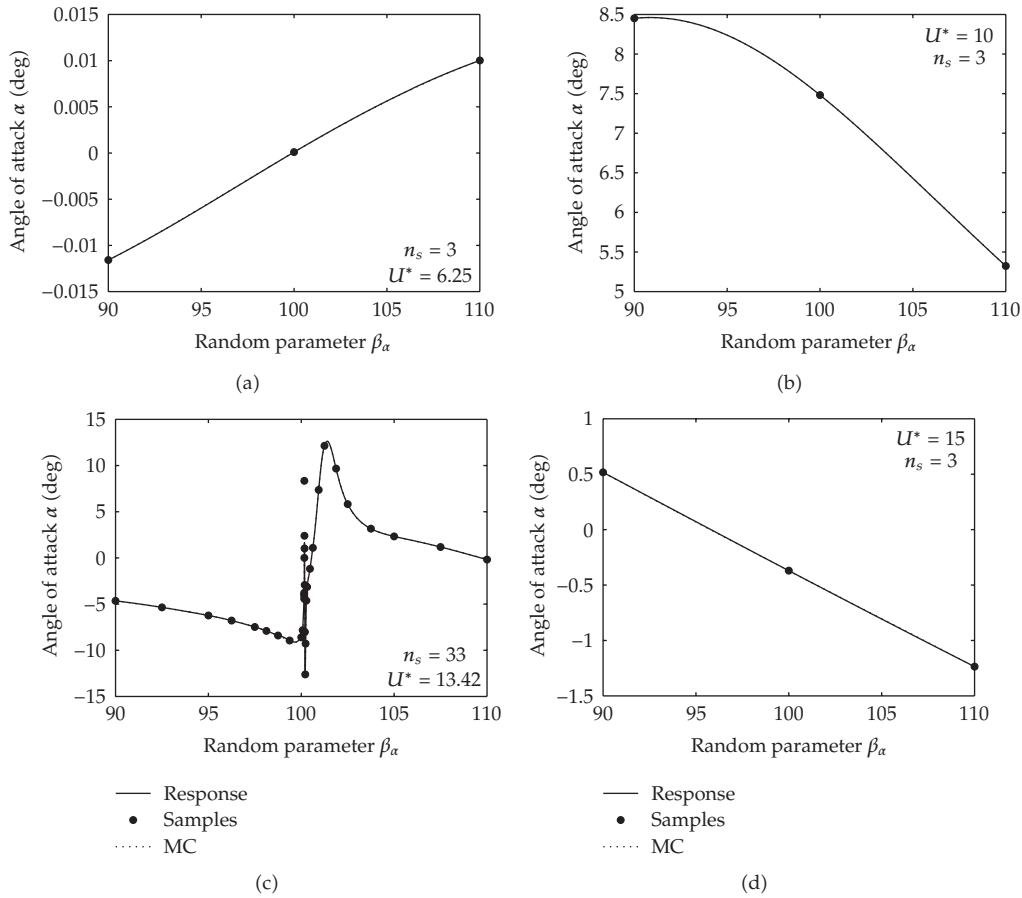 0.015
0.01
0.005
0
−0.005
−0.01
−0.015
90 95 100 105 110
Angle of attack α (deg)
Random parameter βα
ns = 3
U* = 6.25
(a)
8.5
8
7.5
7
6.5
6
5.5
5
90 95 100 105 110
Angle of attack α (deg)
Random parameter βα
U* = 10
ns = 3
(b)
15
10
5
0
−5
−10
−15
90 95 100 105 110
Angle of attack α (deg)
Random parameter βα
ns = 33
U* = 13.42
Response
Samples
MC
(c)
1
0.5
0
−0.5
−1
−1.5
90 95 100 105 110
Angle of attack α (deg)
Random parameter βα
U* = 15
ns = 3
Response
Samples
MC
(d)